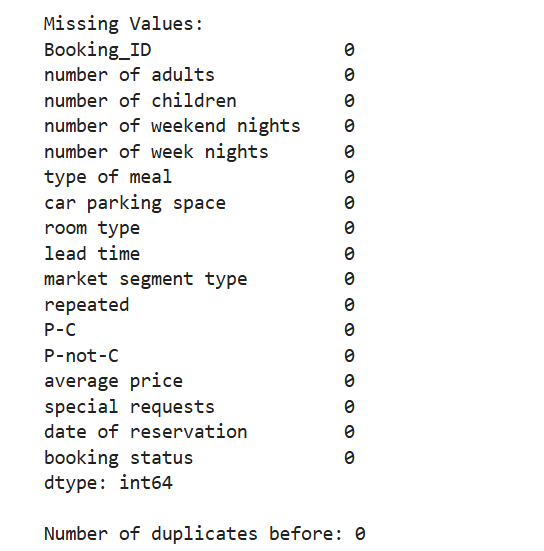 Missing Values:
Booking_ID                  0
number of adults            0
number of children          0
number of weekend nights    0
number of week nights       0
type of meal                0
car parking space           0
room type                   0
lead time                   0
market segment type         0
repeated                    0
P-C                         0
P-not-C                     0
average price               0
special requests            0
date of reservation         0
booking status              0
dtype: int64

Number of duplicates before: 0